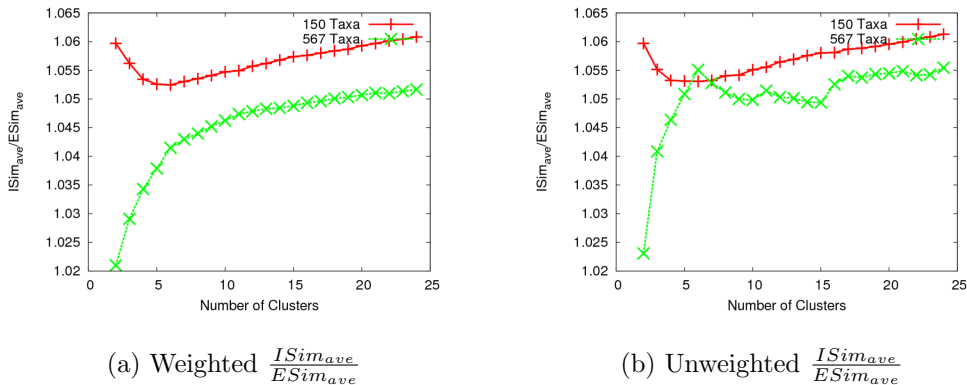 1.065
1.06
1.055
1.05
1.045
1.04
1.035
1.03
1.025
1.02
0 5 10 15 20 25
ISim_ave/ESim_ave
Number of Clusters
150 Taxa
567 Taxa
(a) Weighted ISim_ave/ESim_ave
1.065
1.06
1.055
1.05
1.045
1.04
1.035
1.03
1.025
1.02
0 5 10 15 20 25
ISim_ave/ESim_ave
Number of Clusters
150 Taxa
567 Taxa
(b) Unweighted ISim_ave/ESim_ave